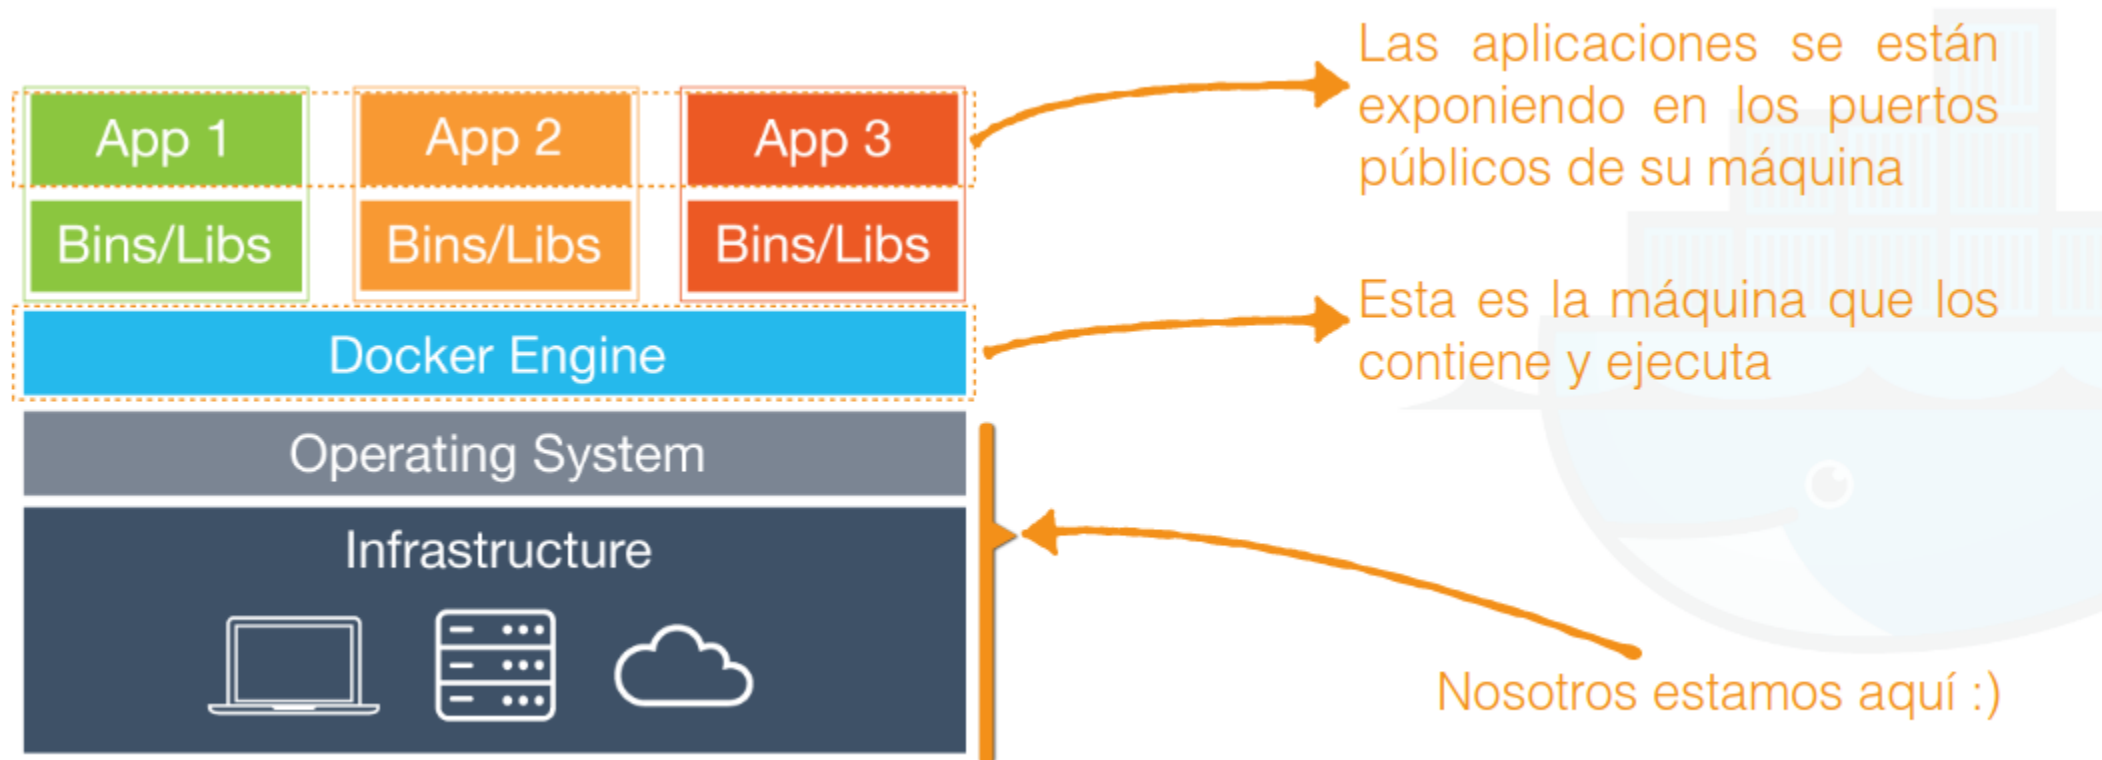 App 1
App 2
App 3
Bins/Libs
Bins/Libs
Bins/Libs
Docker Engine
Operating System
Infrastructure
Las aplicaciones se están
exponiendo en los puertos
públicos de su máquina
Esta es la máquina que los
contiene y ejecuta
Nosotros estamos aquí :)